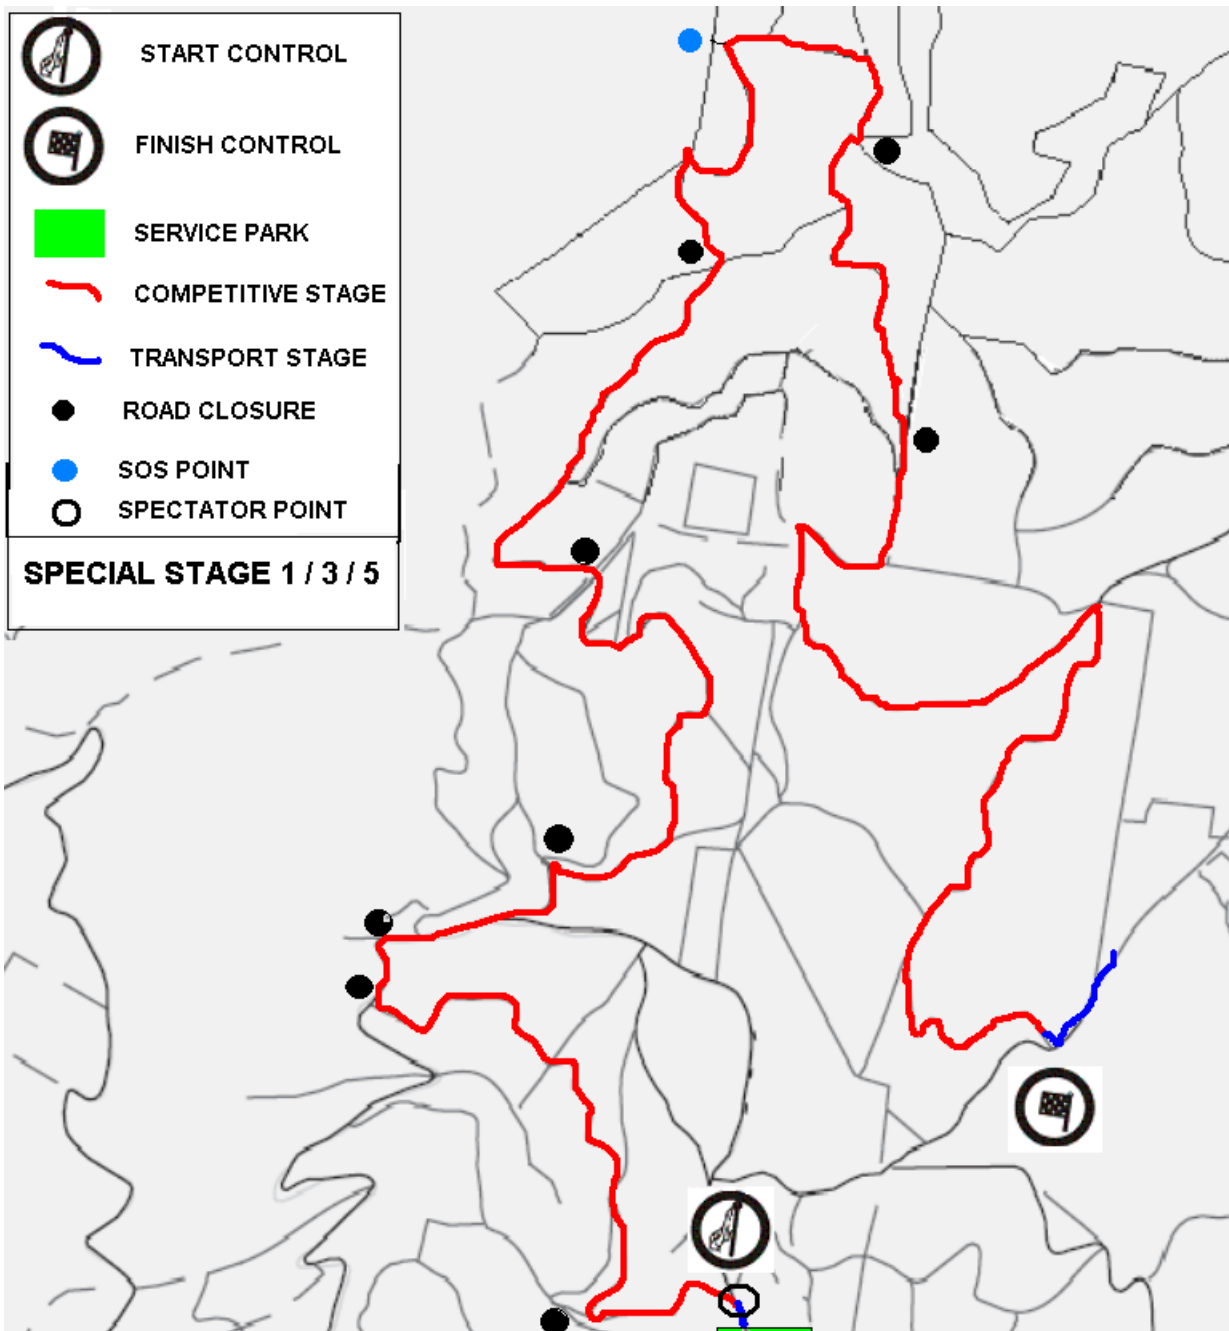 START CONTROL
FINISH CONTROL
SERVICE PARK
COMPETITIVE STAGE
TRANSPORT STAGE
ROAD CLOSURE
SOS POINT
SPECTATOR POINT
SPECIAL STAGE 1 / 3 / 5